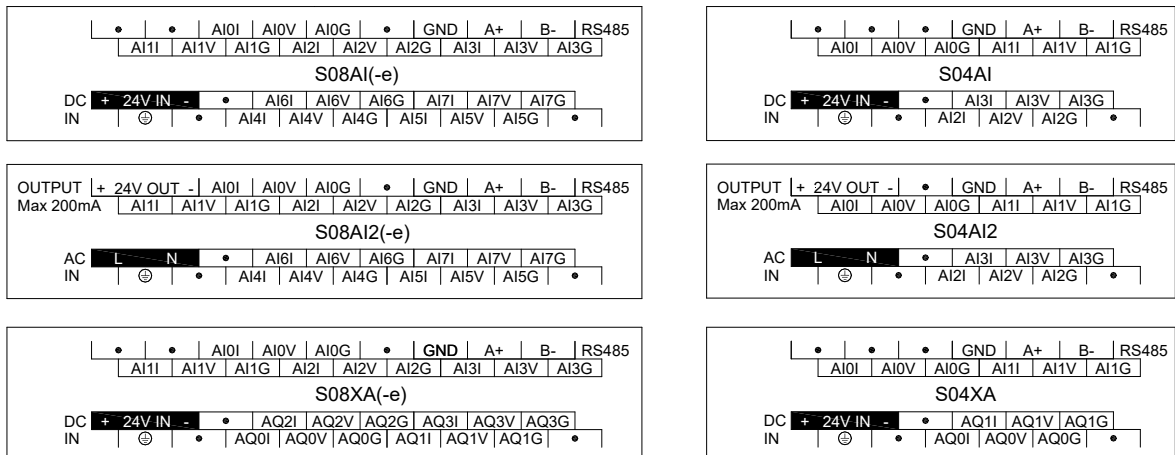 AI0I AI0V AI0G GND A+ B- RS485
AI1I AI1V AI1G AI2I AI2V AI2G AI3I AI3V AI3G
S08AI(-e)
DC + 24V IN - AI6I AI6V AI6G AI7I AI7V AI7G
IN AI4I AI4V AI4G AI5I AI5V AI5G
GND A+ B- RS485
AI0I AI0V AI0G AI1I AI1V AI1G
S04AI
DC + 24V IN - AI3I AI3V AI3G
IN AI2I AI2V AI2G
OUTPUT + 24V OUT - AI0I AI0V AI0G GND A+ B- RS485
Max 200mA AI1I AI1V AI1G AI2I AI2V AI2G AI3I AI3V AI3G
S08AI2(-e)
AC L N AI6I AI6V AI6G AI7I AI7V AI7G
IN AI4I AI4V AI4G AI5I AI5V AI5G
OUTPUT + 24V OUT - GND A+ B- RS485
Max 200mA AI0I AI0V AI0G AI1I AI1V AI1G
S04AI2
AC L N AI3I AI3V AI3G
IN AI2I AI2V AI2G
AI0I AI0V AI0G GND A+ B- RS485
AI1I AI1V AI1G AI2I AI2V AI2G AI3I AI3V AI3G
S08XA(-e)
DC + 24V IN - AQ2I AQ2V AQ2G AQ3I AQ3V AQ3G
IN AQ0I AQ0V AQ0G AQ1I AQ1V AQ1G
GND A+ B- RS485
AI0I AI0V AI0G AI1I AI1V AI1G
S04XA
DC + 24V IN - AQ1I AQ1V AQ1G
IN AQ0I AQ0V AQ0G